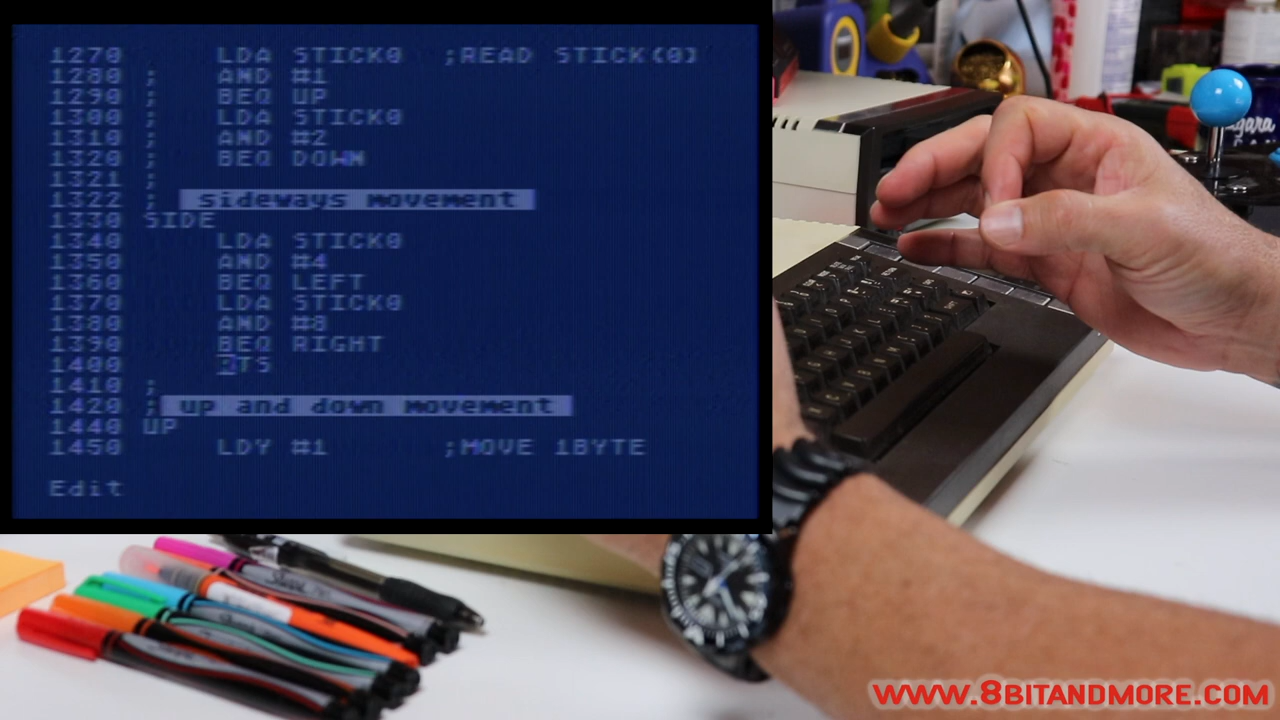 1270     LDA STICK0  ;READ STICK(0)
1280 ;   AND #1
1290 ;   BEQ UP
1300 ;   LDA STICK0
1310 ;   AND #2
1320 ;   BEQ DOWN
1321 ;
1322 ;  sideways movement
1330 SIDE
1340     LDA STICK0
1350     AND #4
1360     BEQ LEFT
1370     LDA STICK0
1380     AND #8
1390     BEQ RIGHT
1400     RTS
1410 ;
1420 ; up and down movement
1440 UP
1450     LDY #1      ;MOVE 1BYTE
Edit
WWW.8BITANDMORE.COM